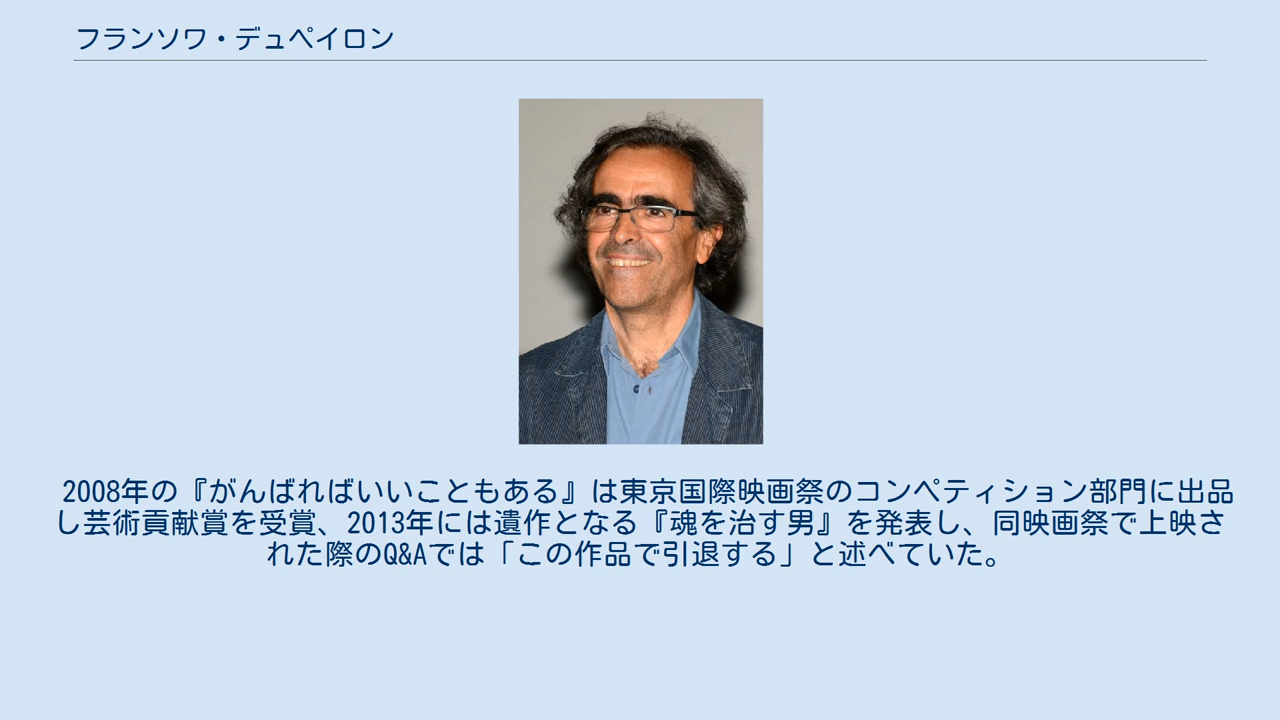 フランソワ・デュペイロン
2008年の『がんばればいいこともある』は東京国際映画祭のコンペティション部門に出品
し芸術貢献賞を受賞、2013年には遺作となる『魂を治す男』を発表し、同映画祭で上映さ
れた際のQ&Aでは「この作品で引退する」と述べていた。